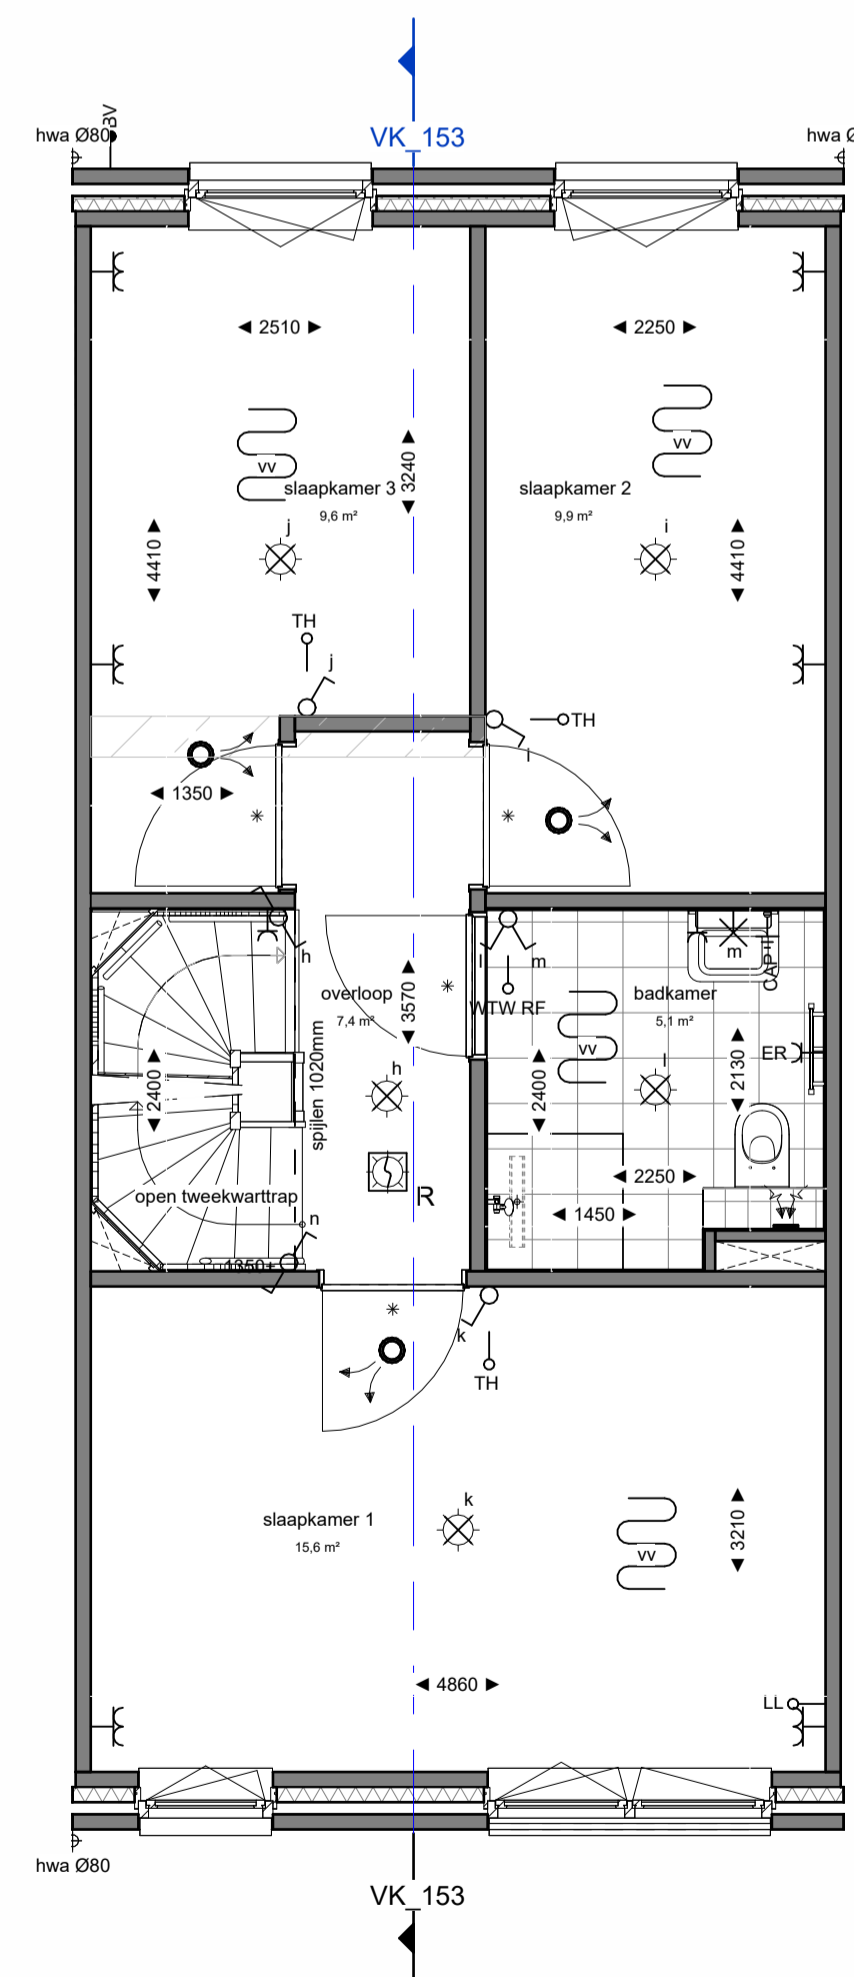 BV
hwa Ø80
VK_153
hwa Ø
2510
2250
vv
vv
3240
slaapkamer 3
9,6 m²
slaapkamer 2
9,9 m²
j
i
4410
4410
TH
j
TH
i
1350
h
l
m
m
CAP
overloop
7,4 m²
3570
WTW RF
badkamer
5,1 m²
vv
ER
2400
spijlen 1020mm
h
2400
l
2130
open tweekwarttrap
2250
R
n
1450
1350+
k
TH
slaapkamer 1
15,6 m²
k
vv
3210
4860
LL
hwa Ø80
VK_153